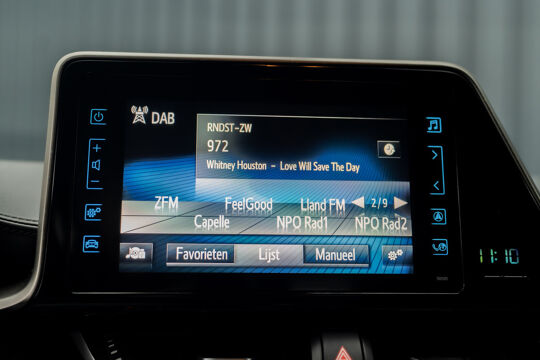 DAB
RNDST-ZW
972
Whitney Houston - Love Will Save The Day
ZFM FeelGood Lland FM 2/9
Capelle NPO Rad1 NPO Rad2
Favorieten Lijst Manueel
11:10